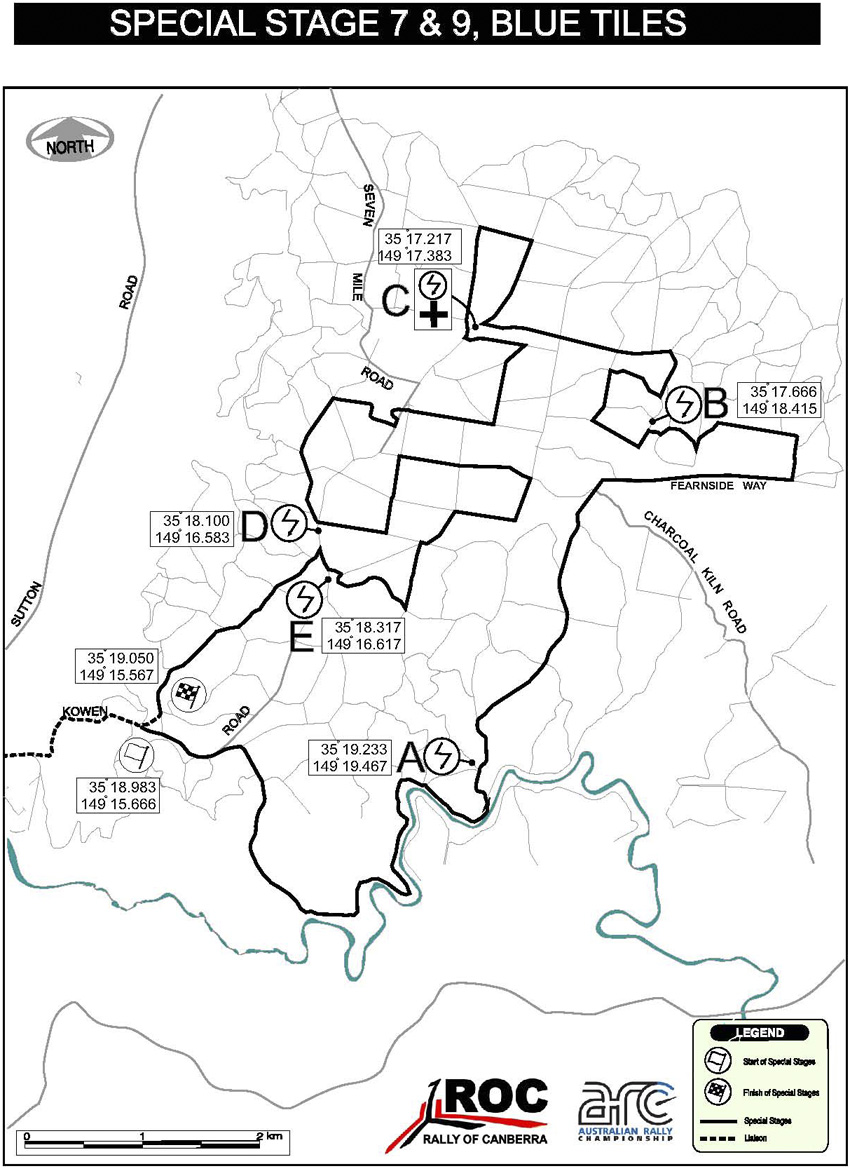 SPECIAL STAGE 7 & 9, BLUE TILES
NORTH
SEVEN
MILE
ROAD
ROAD
35° 17.217
149° 17.383
C
B
35° 17.666
149° 18.415
FEARNSIDE WAY
CHARCOAL KILN ROAD
35° 18.100
149° 16.583
D
SUTTON
E
35° 18.317
149° 16.617
35° 19.050
149° 15.567
KOWEN
ROAD
35° 19.233
149° 19.467
A
35° 18.983
149° 15.666
LEGEND
Start of Special Stages
Finish of Special Stages
Special Stages
Liaison
ROC
RALLY OF CANBERRA
arc
AUSTRALIAN RALLY
CHAMPIONSHIP
0 1 2 km